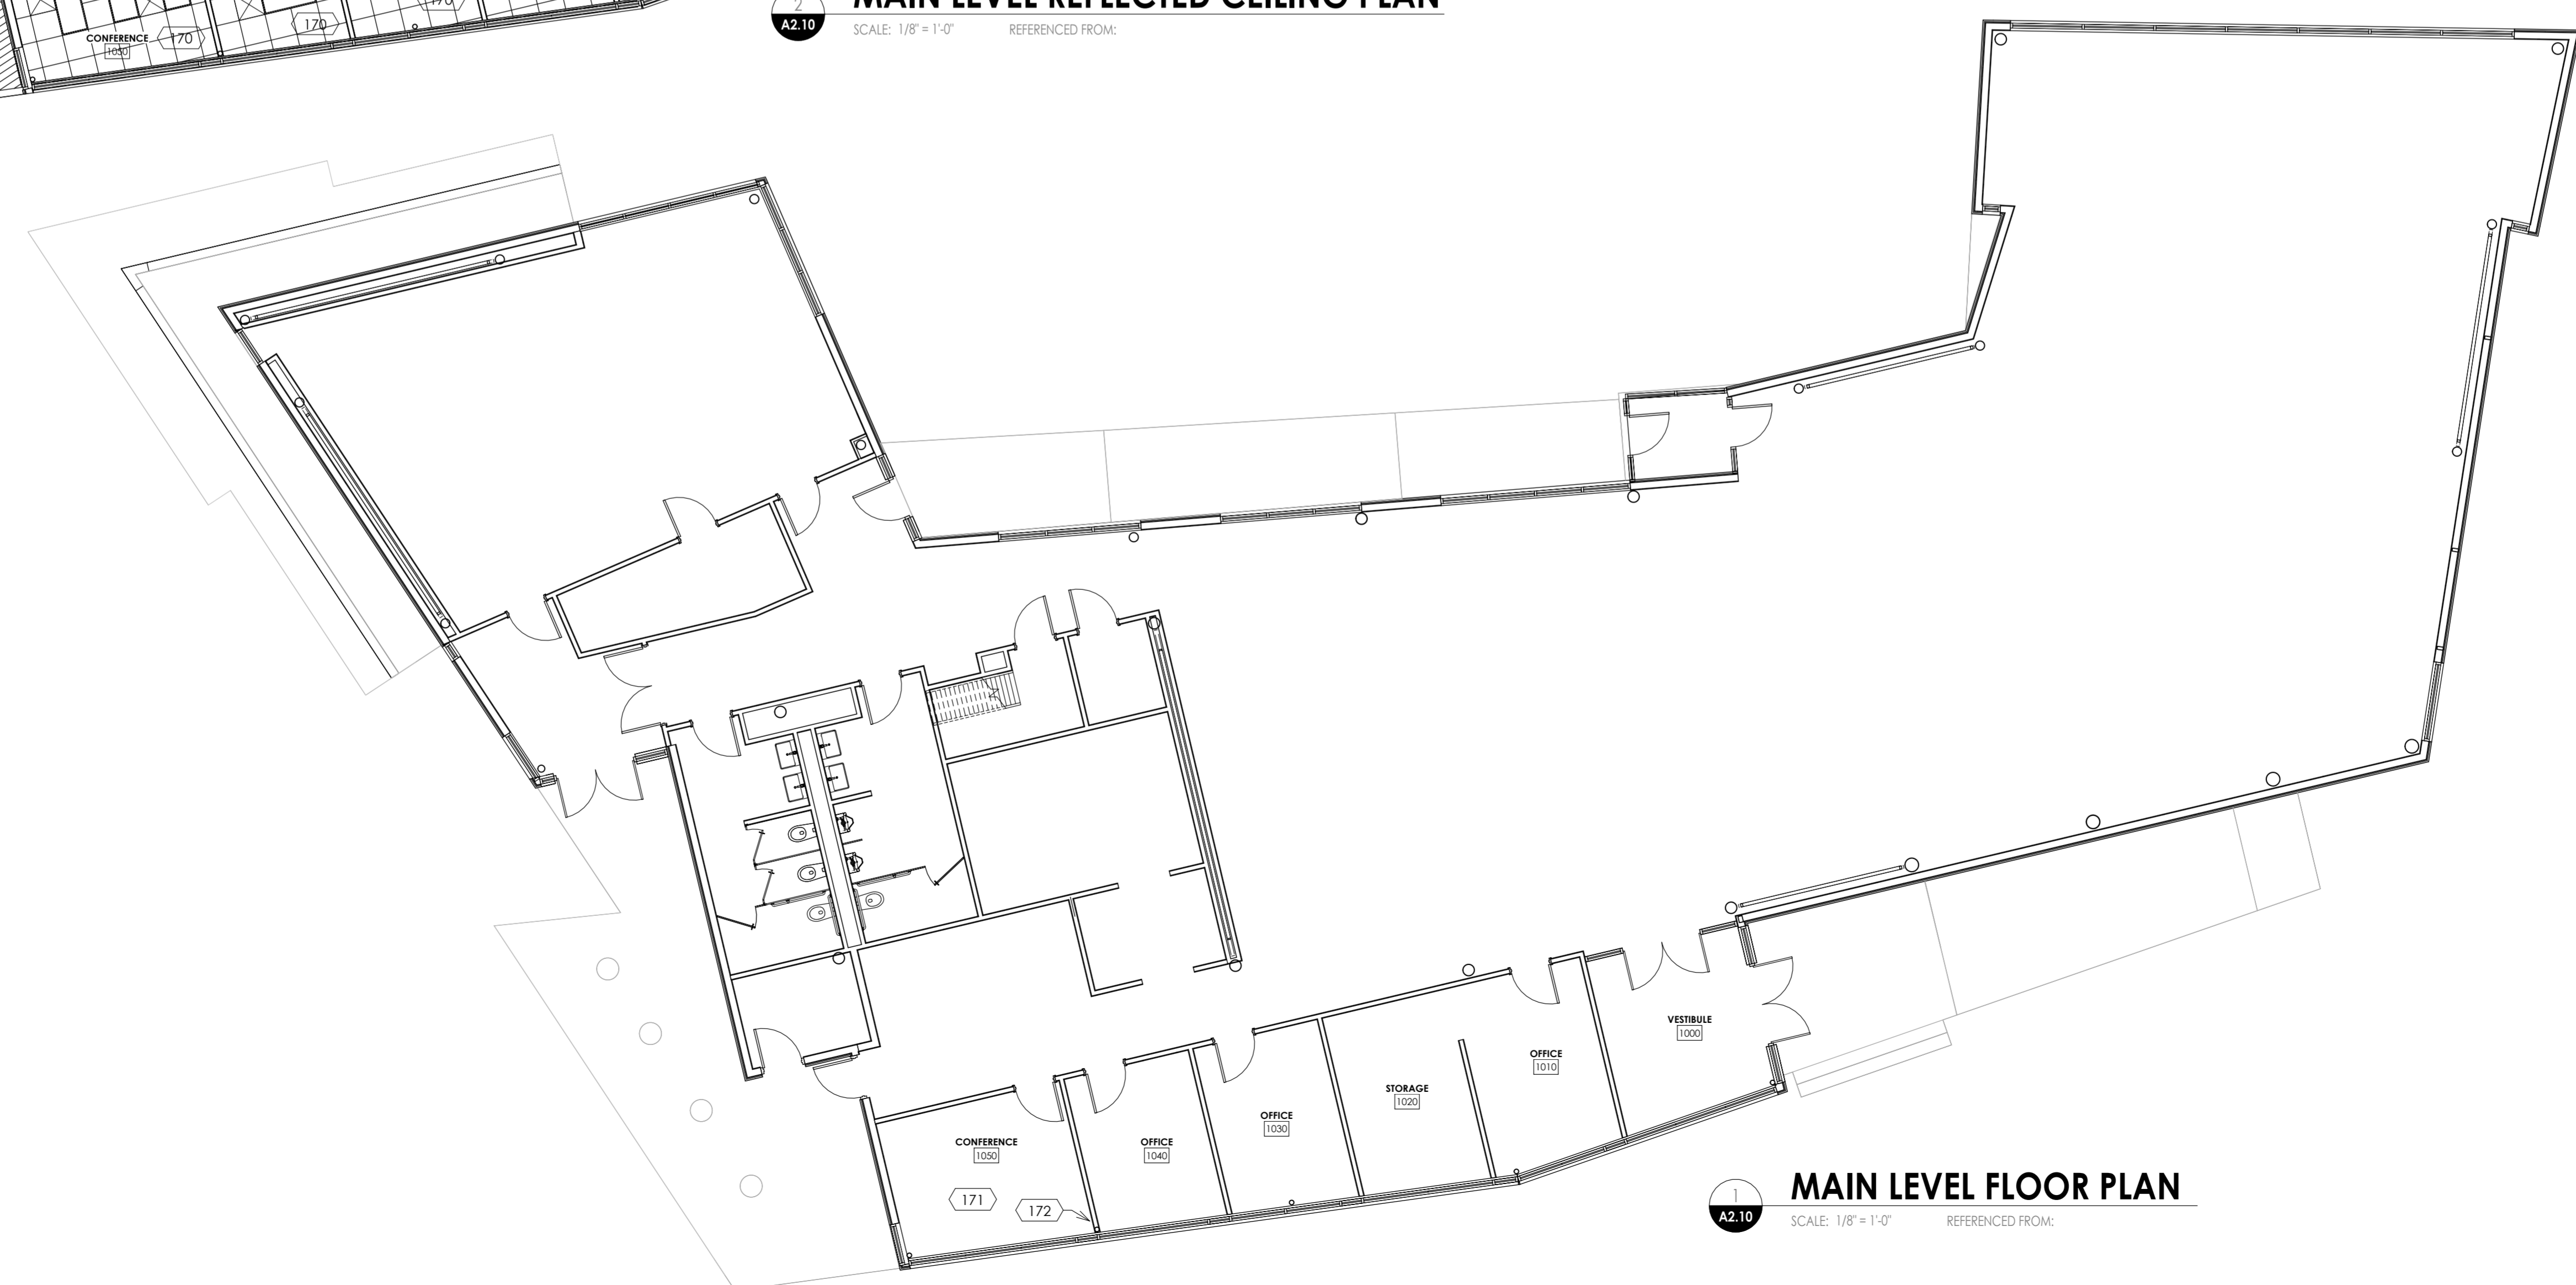 2
A2.10
MAIN LEVEL REFLECTED CEILING PLAN
SCALE: 1/8" = 1'-0"
REFERENCED FROM:
CONFERENCE
1050
170
170
170
VESTIBULE
1000
OFFICE
1010
STORAGE
1020
OFFICE
1030
OFFICE
1040
CONFERENCE
1050
171
172
1
A2.10
MAIN LEVEL FLOOR PLAN
SCALE: 1/8" = 1'-0"
REFERENCED FROM: